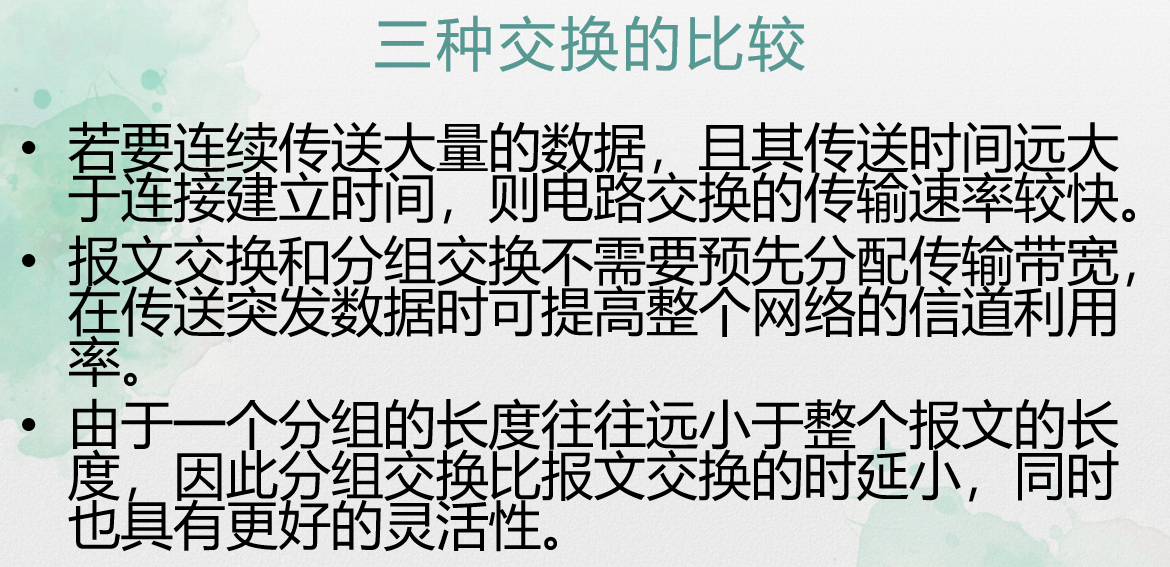 三种交换的比较
• 若要连续传送大量的数据，且其传送时间远大
于连接建立时间，则电路交换的传输速率较快。
• 报文交换和分组交换不需要预先分配传输带宽，
在传送突发数据时可提高整个网络的信道利用
率。
• 由于一个分组的长度往往远小于整个报文的长
度，因此分组交换比报文交换的时延小，同时
也具有更好的灵活性。